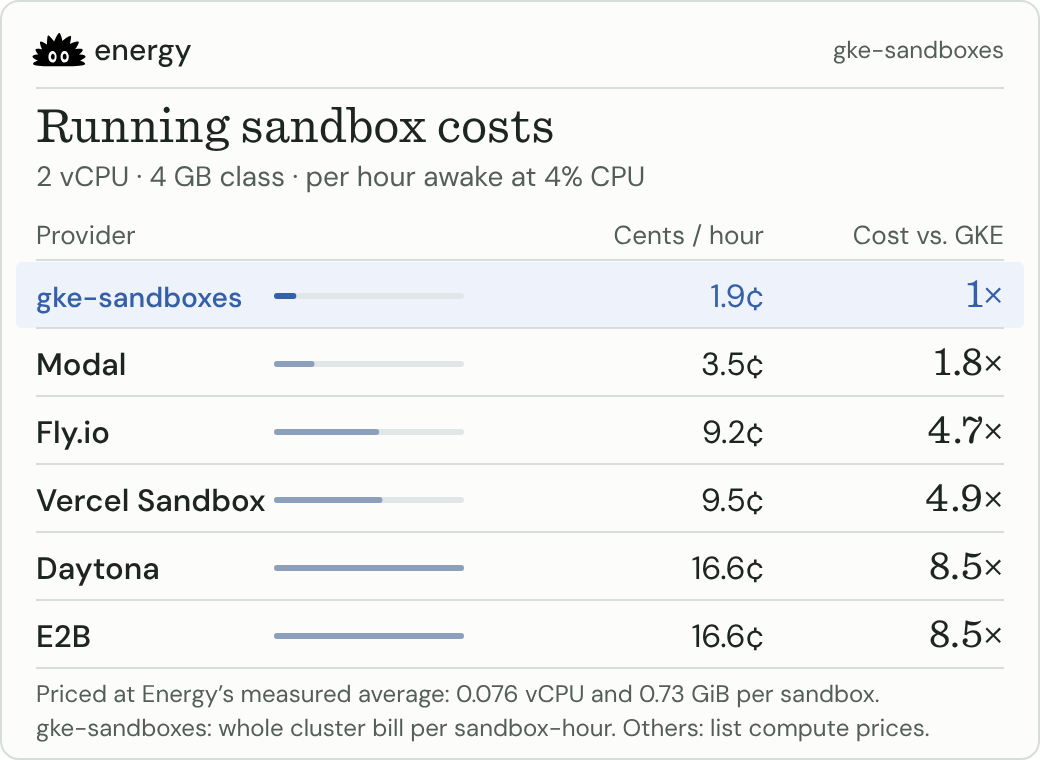 energy
gke-sandboxes
Running sandbox costs
2 vCPU · 4 GB class · per hour awake at 4% CPU
Provider Cents / hour Cost vs. GKE
gke-sandboxes 1.9¢ 1×
Modal 3.5¢ 1.8×
Fly.io 9.2¢ 4.7×
Vercel Sandbox 9.5¢ 4.9×
Daytona 16.6¢ 8.5×
E2B 16.6¢ 8.5×
Priced at Energy’s measured average: 0.076 vCPU and 0.73 GiB per sandbox.
gke-sandboxes: whole cluster bill per sandbox-hour. Others: list compute prices.